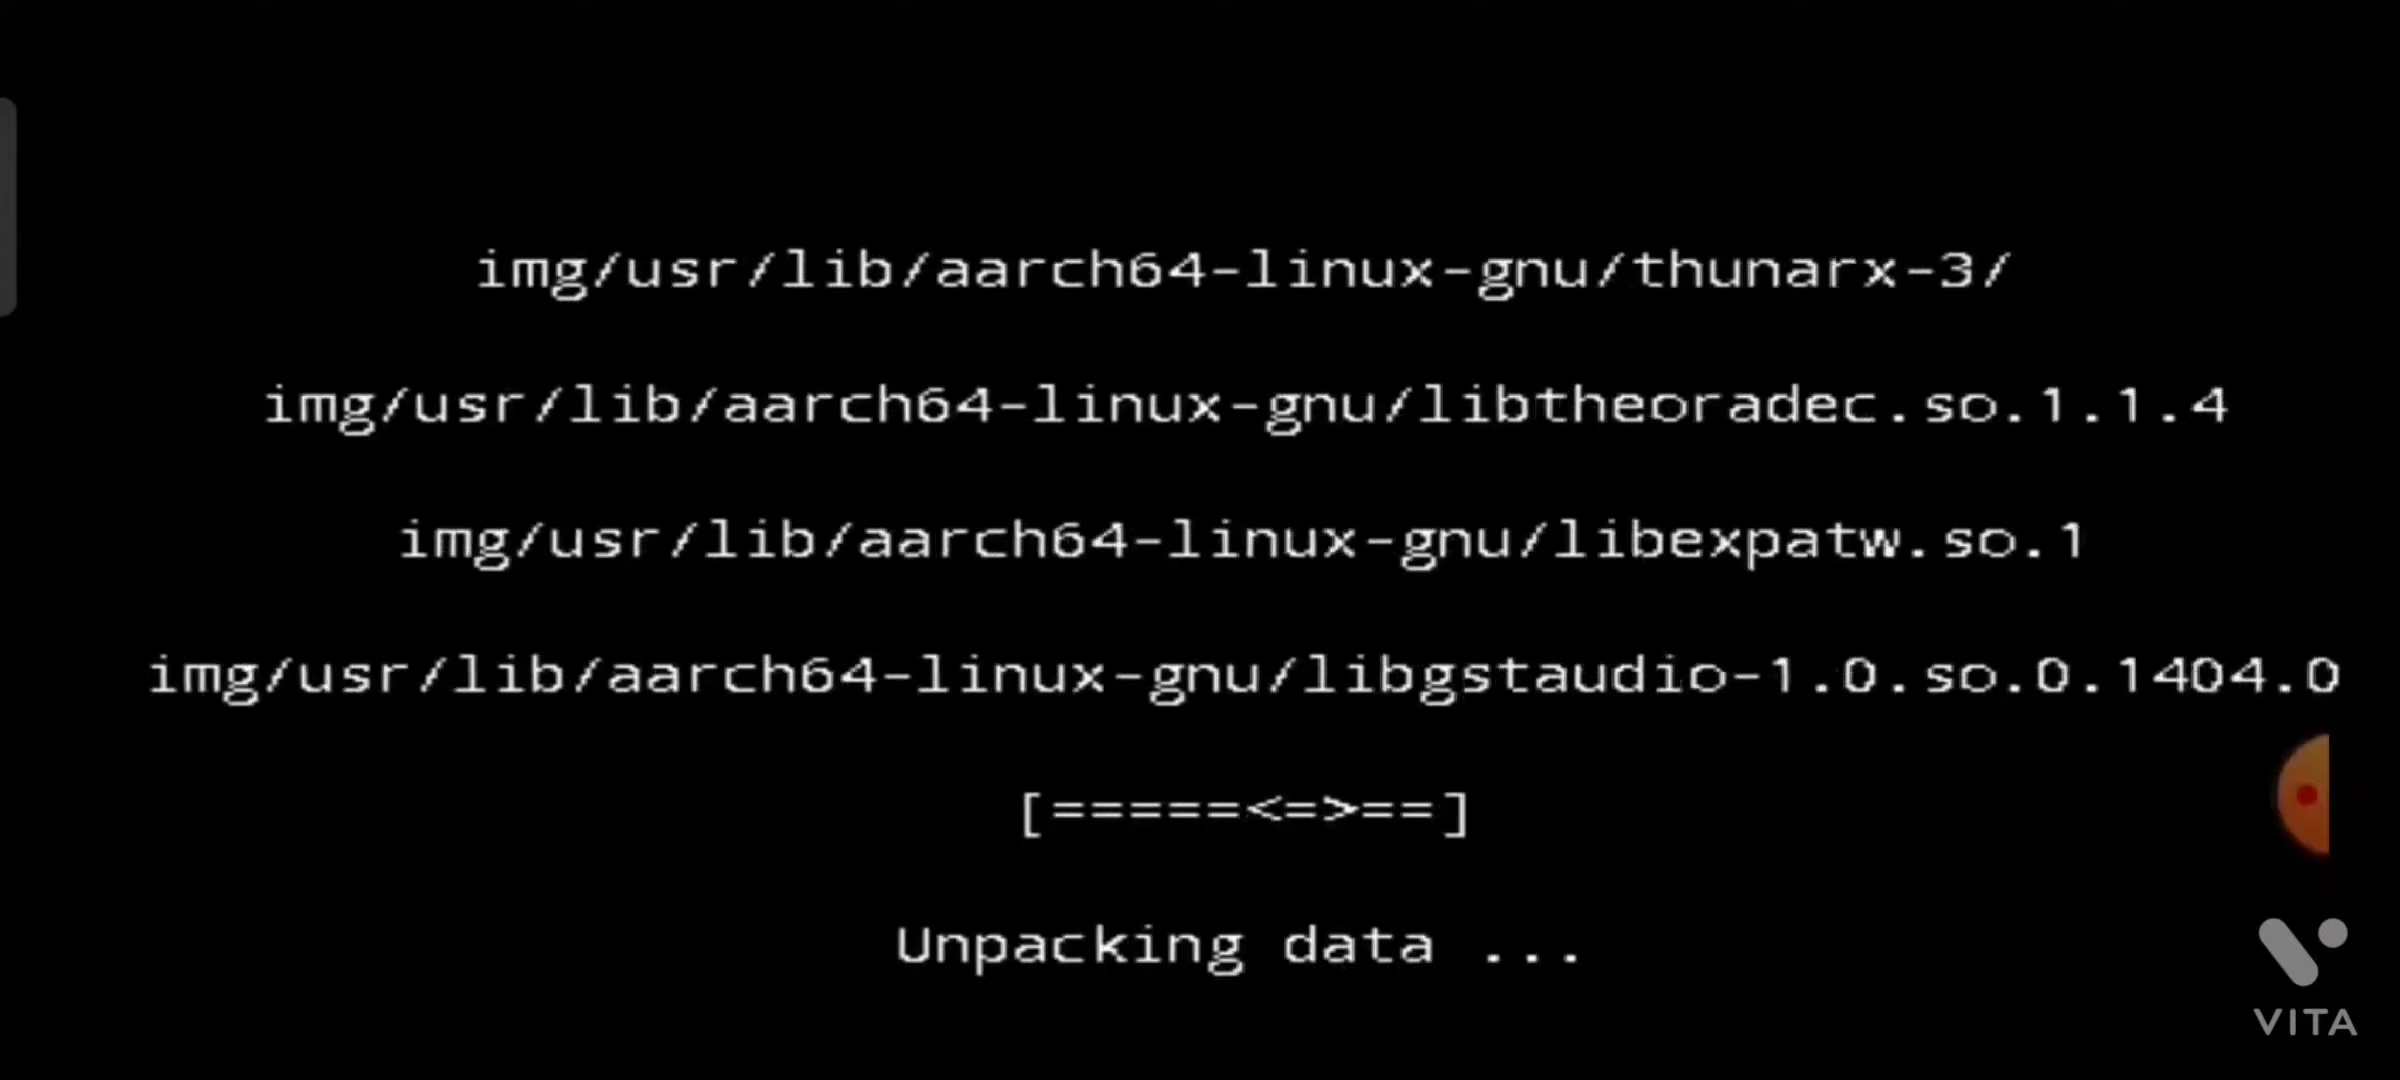 img/usr/lib/aarch64-linux-gnu/thunarx-3/
img/usr/lib/aarch64-linux-gnu/libtheoradec.so.1.1.4
img/usr/lib/aarch64-linux-gnu/libexpatw.so.1
img/usr/lib/aarch64-linux-gnu/libgstaudio-1.0.so.0.1404.0
[=====<=>==]
Unpacking data ...
VITA